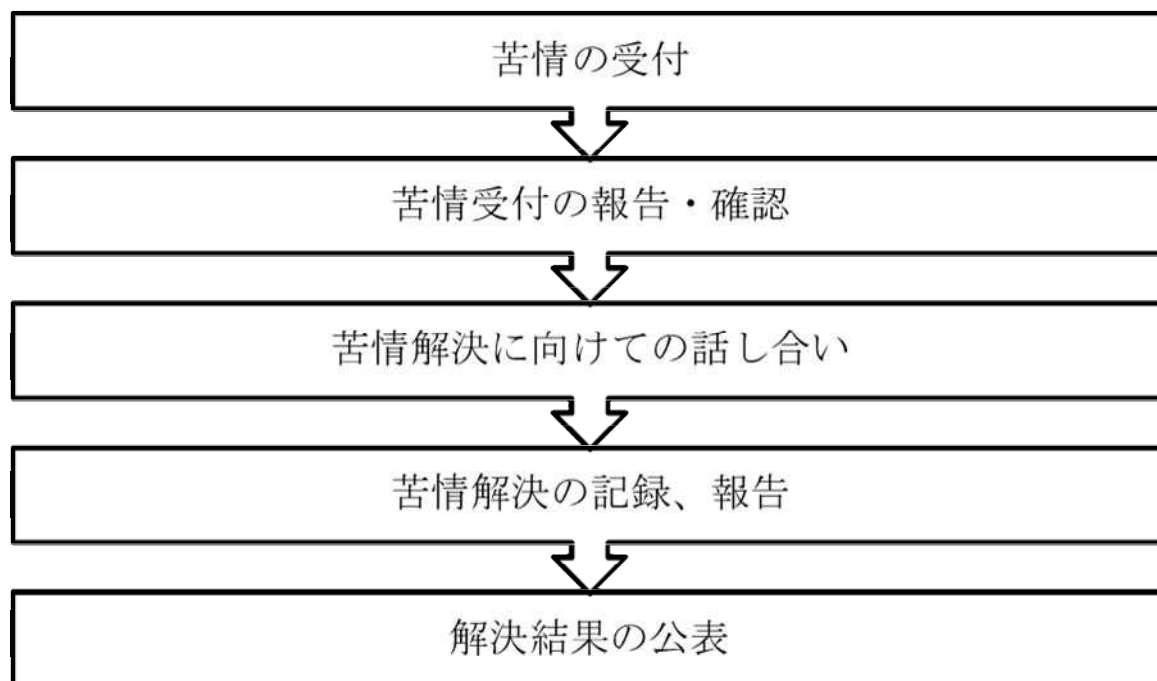 苦情の受付
苦情受付の報告・確認
苦情解決に向けての話し合い
苦情解決の記録、報告
解決結果の公表